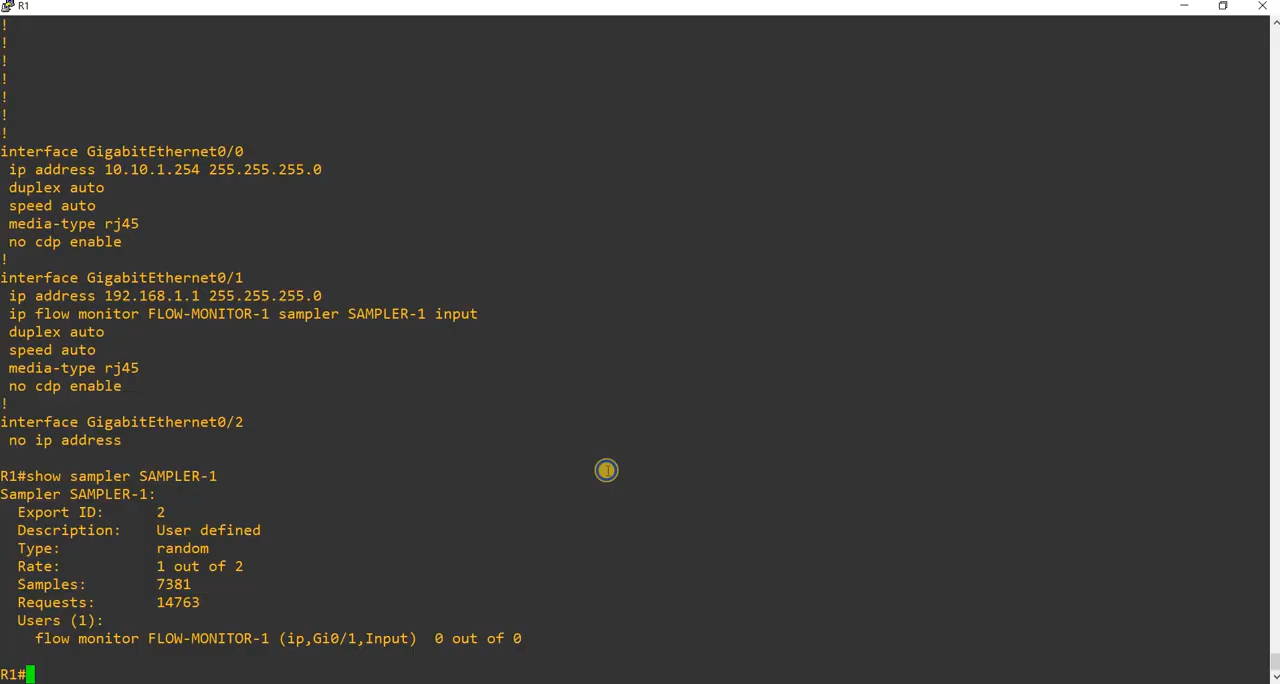 R1
!
!
!
!
!
!
!
interface GigabitEthernet0/0
 ip address 10.10.1.254 255.255.255.0
 duplex auto
 speed auto
 media-type rj45
 no cdp enable
!
interface GigabitEthernet0/1
 ip address 192.168.1.1 255.255.255.0
 ip flow monitor FLOW-MONITOR-1 sampler SAMPLER-1 input
 duplex auto
 speed auto
 media-type rj45
 no cdp enable
!
interface GigabitEthernet0/2
 no ip address
R1#show sampler SAMPLER-1
Sampler SAMPLER-1:
  Export ID:      2
  Description:    User defined
  Type:           random
  Rate:           1 out of 2
  Samples:        7381
  Requests:       14763
  Users (1):
    flow monitor FLOW-MONITOR-1 (ip,Gi0/1,Input)  0 out of 0
R1#